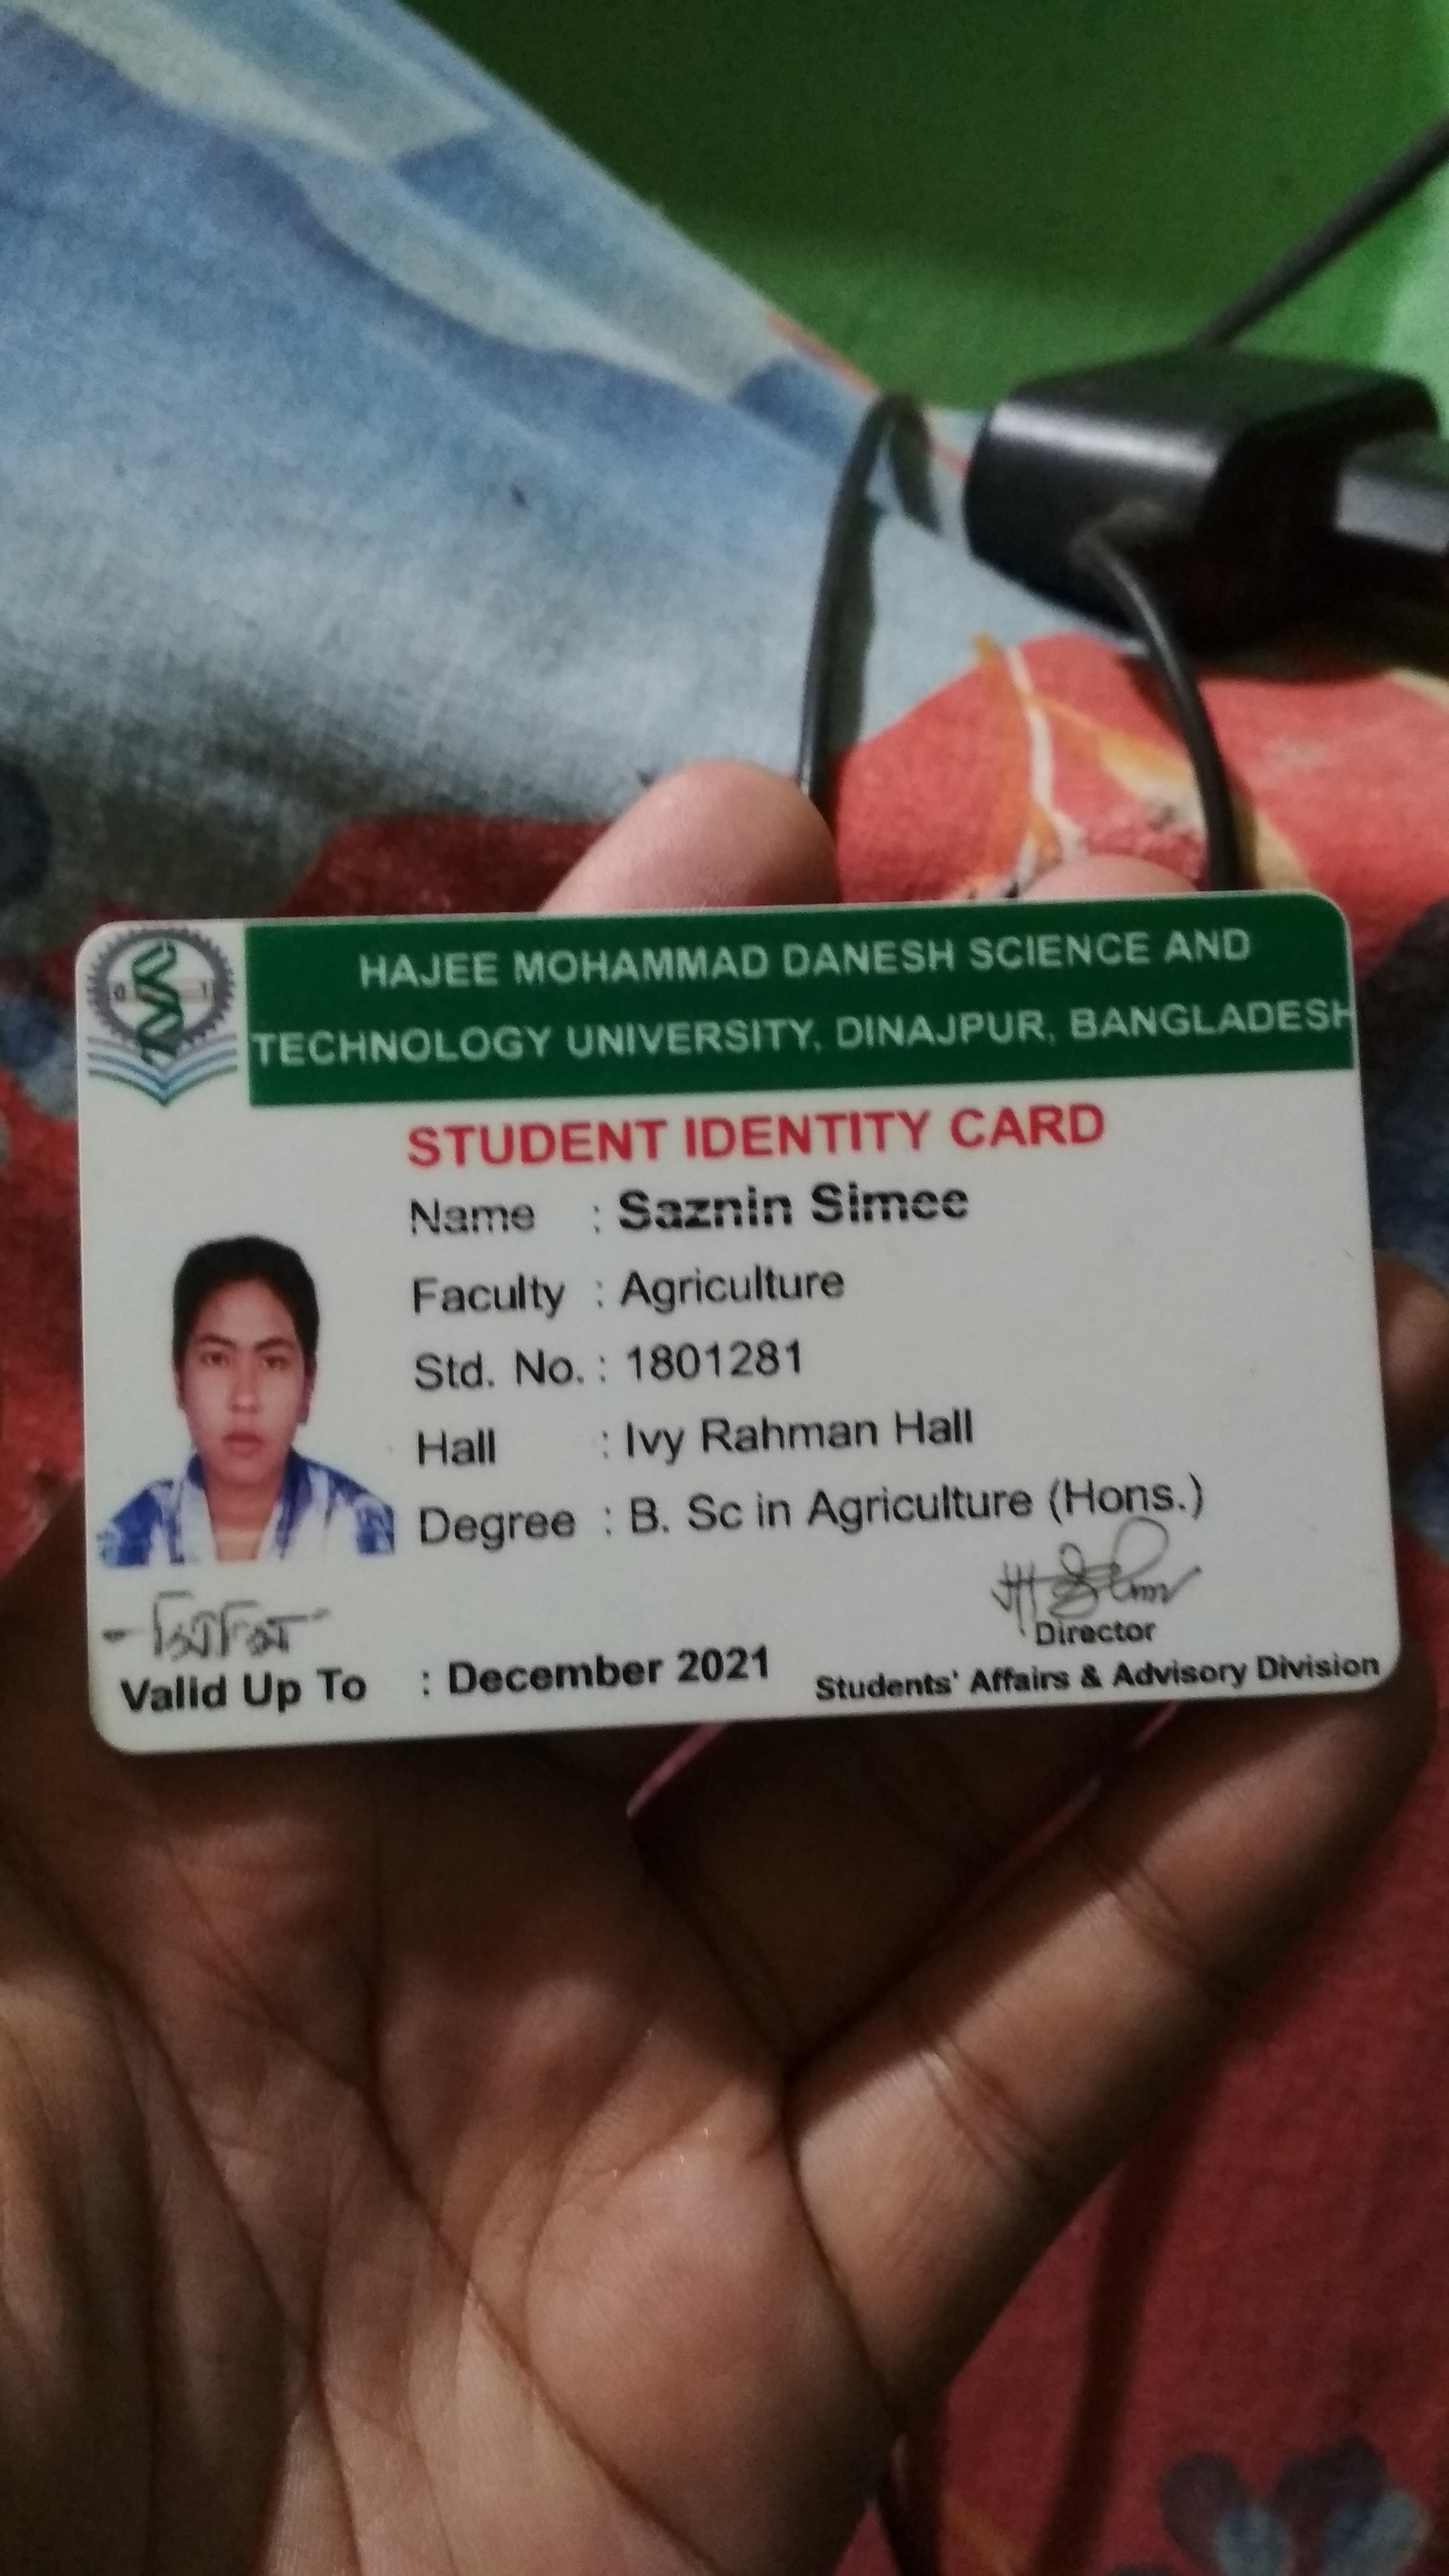 HAJEE MOHAMMAD DANESH SCIENCE AND
TECHNOLOGY UNIVERSITY, DINAJPUR, BANGLADESH
0 1
STUDENT IDENTITY CARD
Name : Saznin Simee
Faculty : Agriculture
Std. No. : 1801281
Hall : Ivy Rahman Hall
Degree : B. Sc in Agriculture (Hons.)
Director
Valid Up To : December 2021
Students' Affairs & Advisory Division